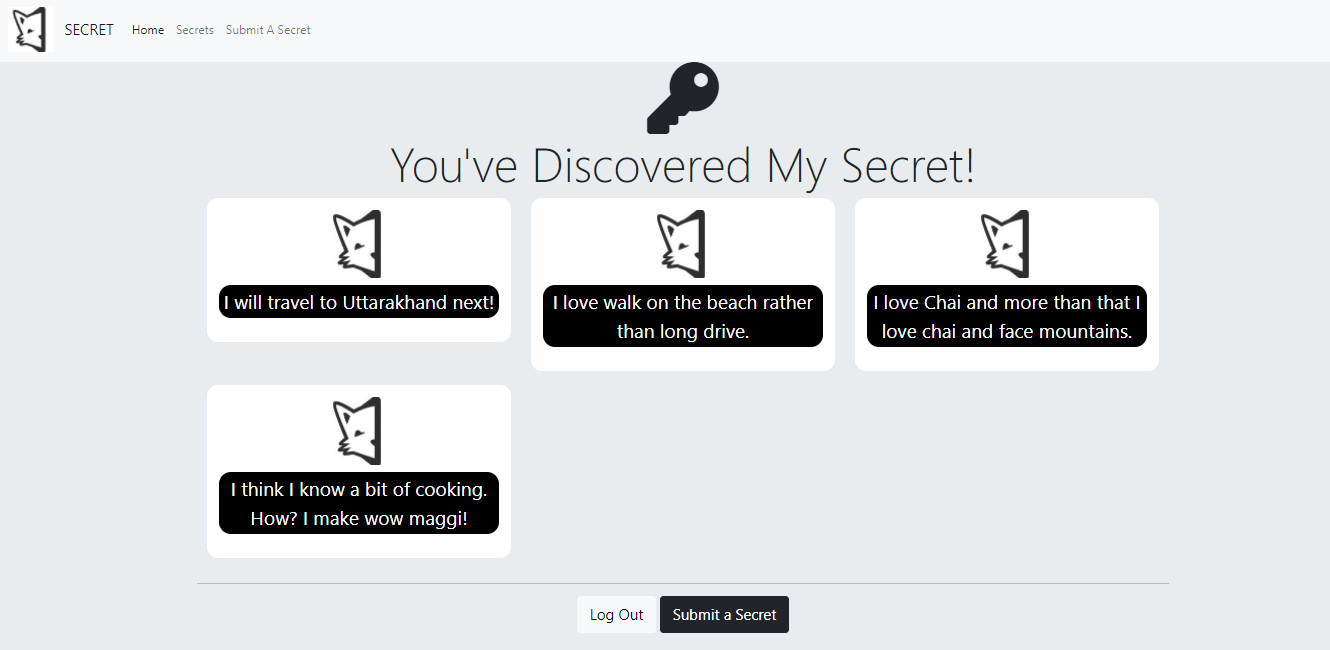 SECRET Home Secrets Submit A Secret
You've Discovered My Secret!
I will travel to Uttarakhand next!
I love walk on the beach rather
than long drive.
I love Chai and more than that I
love chai and face mountains.
I think I know a bit of cooking.
How? I make wow maggi!
Log Out Submit a Secret